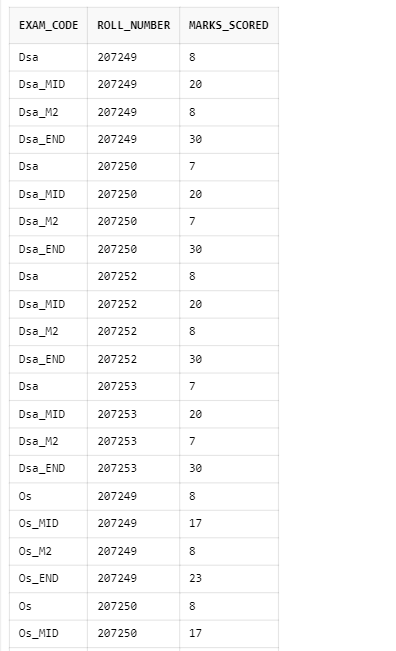 EXAM_CODE ROLL_NUMBER MARKS_SCORED
Dsa 207249 8
Dsa_MID 207249 20
Dsa_M2 207249 8
Dsa_END 207249 30
Dsa 207250 7
Dsa_MID 207250 20
Dsa_M2 207250 7
Dsa_END 207250 30
Dsa 207252 8
Dsa_MID 207252 20
Dsa_M2 207252 8
Dsa_END 207252 30
Dsa 207253 7
Dsa_MID 207253 20
Dsa_M2 207253 7
Dsa_END 207253 30
Os 207249 8
Os_MID 207249 17
Os_M2 207249 8
Os_END 207249 23
Os 207250 8
Os_MID 207250 17